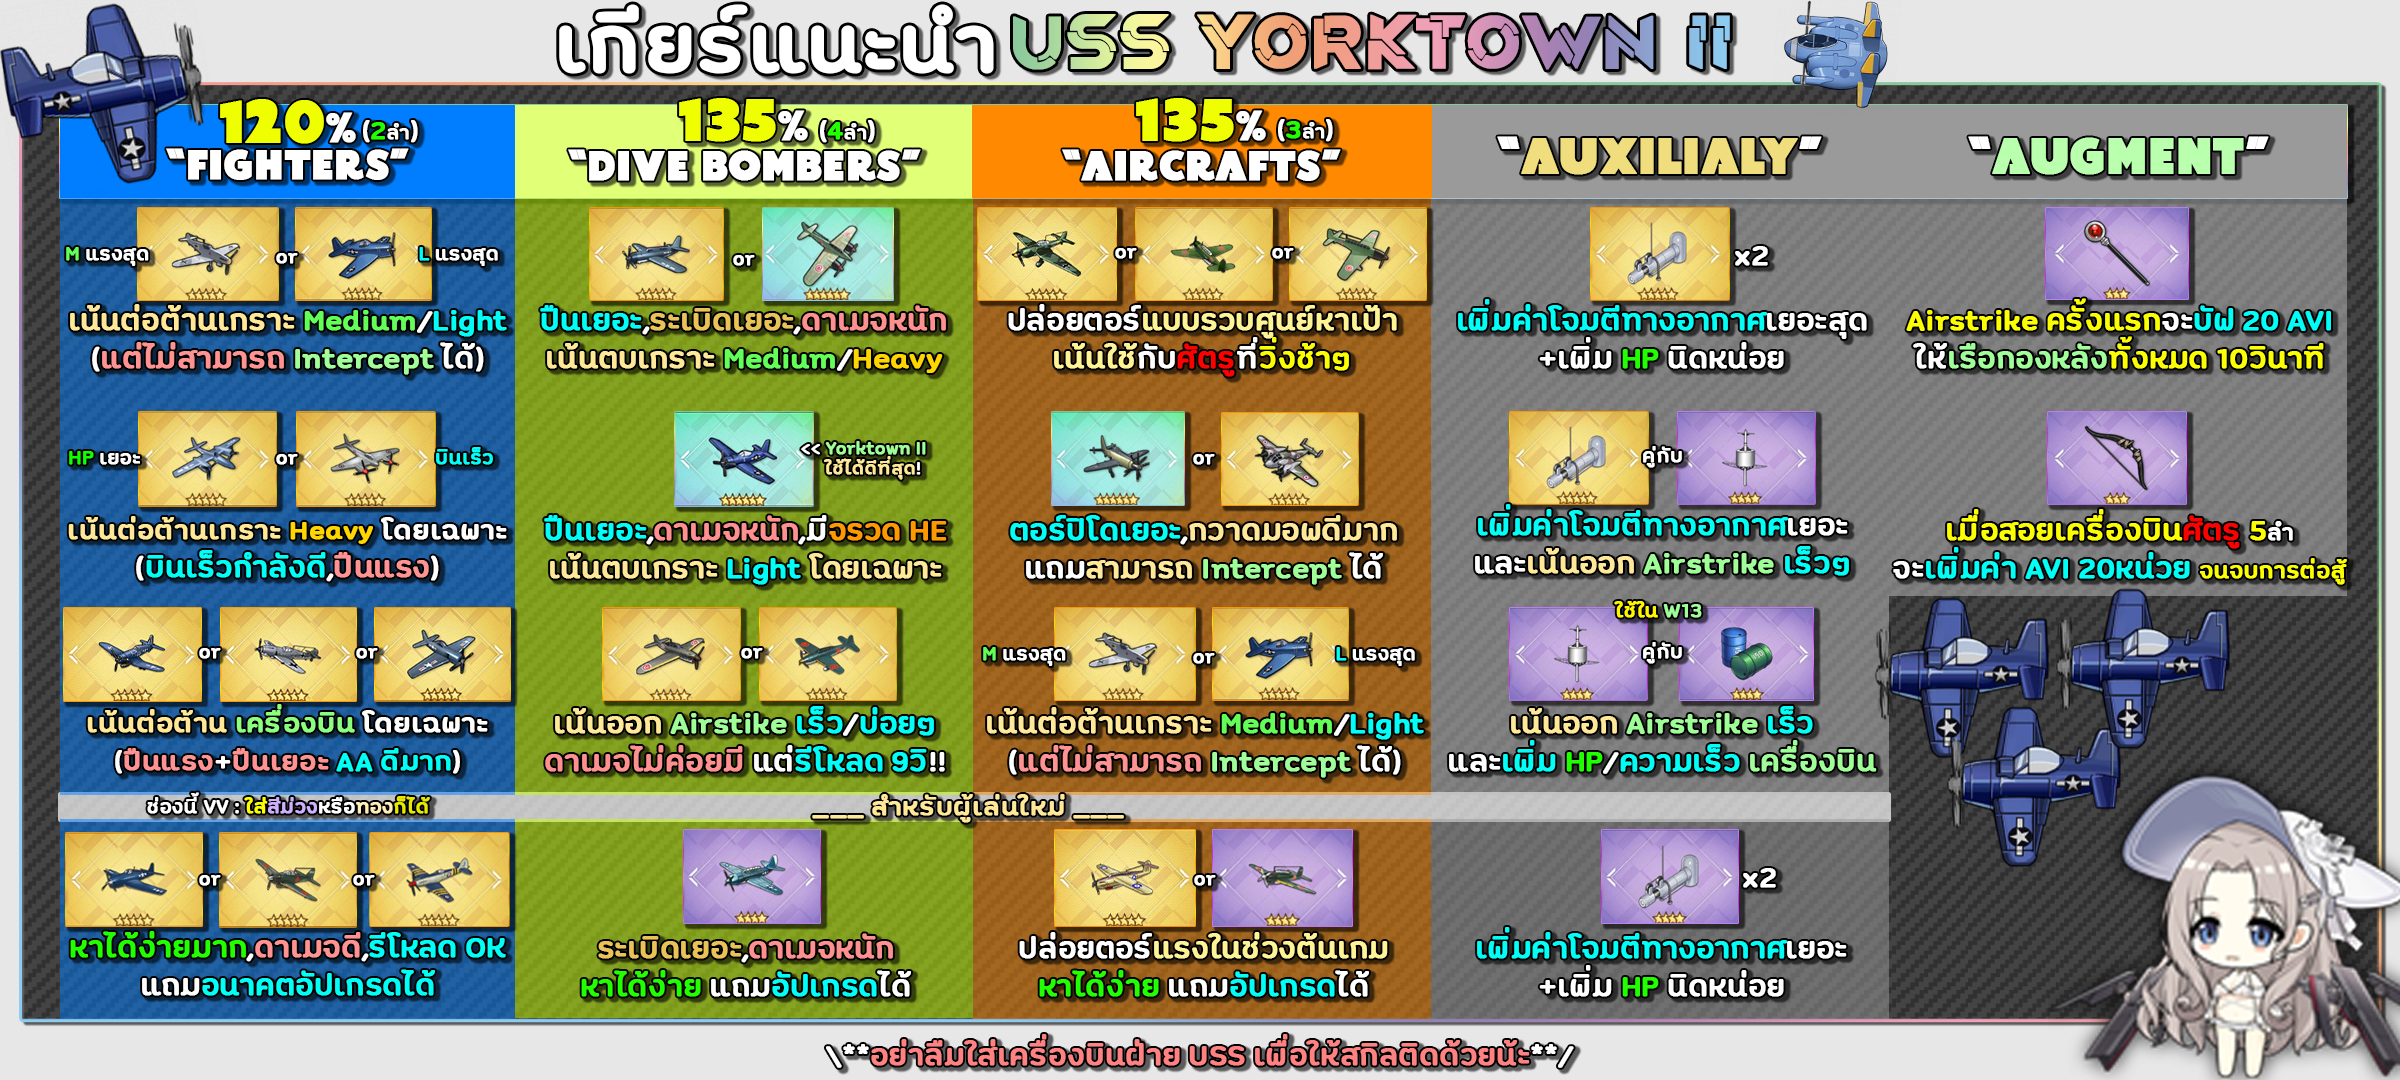 เกียร์แนะนำ USS YORKTOWN II
120% (2ลำ)
"FIGHTERS"
135% (4ลำ)
"DIVE BOMBERS"
135% (3ลำ)
"AIRCRAFTS"
"AUXILIALY"
"AUGMENT"
M แรงสุด or L แรงสุด
เน้นต่อต้านเกราะ Medium/Light
(แต่ไม่สามารถ Intercept ได้)
or
ปืนเยอะ,ระเบิดเยอะ,ดาเมจหนัก
เน้นตบเกราะ Medium/Heavy
or or
ปล่อยตอร์แบบรวบศูนย์หาเป้า
เน้นใช้กับศัตรูที่วิ่งช้าๆ
x2
เพิ่มค่าโจมตีทางอากาศเยอะสุด
+เพิ่ม HP นิดหน่อย
Airstrike ครั้งแรกจะบัฟ 20 AVI
ให้เรือกองหลังทั้งหมด 10วินาที
HP เยอะ or บินเร็ว
เน้นต่อต้านเกราะ Heavy โดยเฉพาะ
(บินเร็วกำลังดี,ปืนแรง)
<< Yorktown II
ใช้ได้ดีที่สุด!
ปืนเยอะ,ดาเมจหนัก,มีจรวด HE
เน้นตบเกราะ Light โดยเฉพาะ
or
ตอร์ปิโดเยอะ,กวาดมอพดีมาก
แถมสามารถ Intercept ได้
คู่กับ
เพิ่มค่าโจมตีทางอากาศเยอะ
และเน้นออก Airstrike เร็วๆ
เมื่อสอยเครื่องบินศัตรู 5ลำ
จะเพิ่มค่า AVI 20หน่วย จนจบการต่อสู้
or or
เน้นต่อต้าน เครื่องบิน โดยเฉพาะ
(ปืนแรง+ปืนเยอะ AA ดีมาก)
or
เน้นออก Airstike เร็ว/บ่อยๆ
ดาเมจไม่ค่อยมี แต่รีโหลด 9วิ!!
M แรงสุด or L แรงสุด
เน้นต่อต้านเกราะ Medium/Light
(แต่ไม่สามารถ Intercept ได้)
ใช้ใน W13
คู่กับ
เน้นออก Airstrike เร็ว
และเพิ่ม HP/ความเร็ว เครื่องบิน
ช่องนี้ VV : ใส่สีม่วงหรือทองก็ได้
___ สำหรับผู้เล่นใหม่ ___
or or
หาได้ง่ายมาก,ดาเมจดี,รีโหลด OK
แถมอนาคตอัปเกรดได้
ระเบิดเยอะ,ดาเมจหนัก
หาได้ง่าย แถมอัปเกรดได้
or
ปล่อยตอร์แรงในช่วงต้นเกม
หาได้ง่าย แถมอัปเกรดได้
x2
เพิ่มค่าโจมตีทางอากาศเยอะ
+เพิ่ม HP นิดหน่อย
\**อย่าลืมใส่เครื่องบินฝ่าย USS เพื่อให้สกิลติดด้วยน้ะ**/